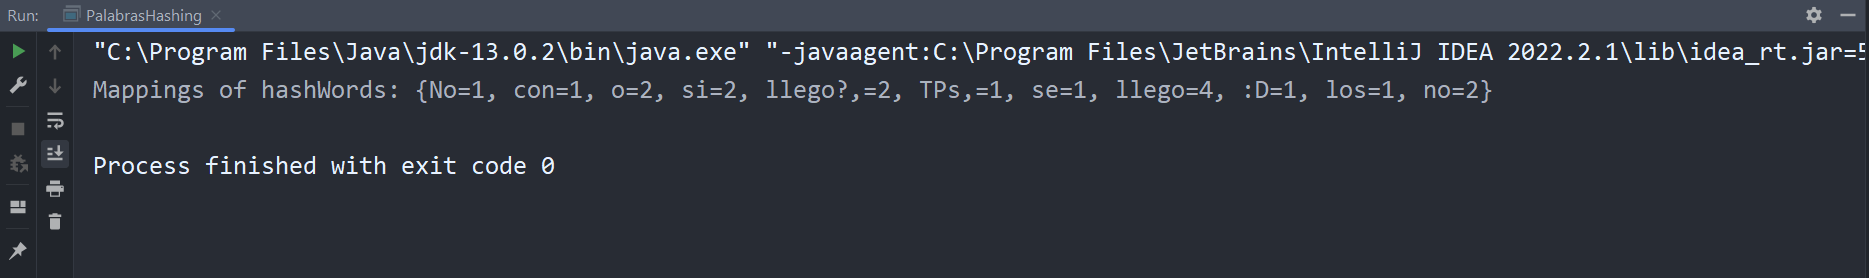 Run: PalabrasHashing
"C:\Program Files\Java\jdk-13.0.2\bin\java.exe" "-javaagent:C:\Program Files\JetBrains\IntelliJ IDEA 2022.2.1\lib\idea_rt.jar=5
Mappings of hashWords: {No=1, con=1, o=2, si=2, llego?,=2, TPs,=1, se=1, llego=4, :D=1, los=1, no=2}
Process finished with exit code 0